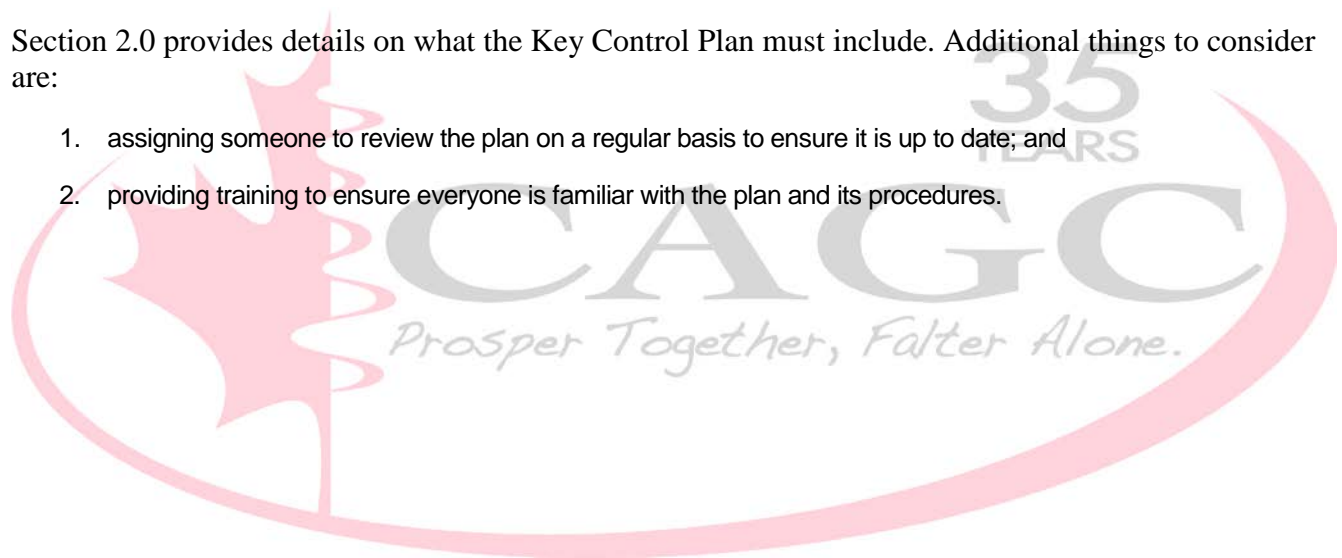 Section 2.0 provides details on what the Key Control Plan must include. Additional things to consider
are:
1. assigning someone to review the plan on a regular basis to ensure it is up to date; and
2. providing training to ensure everyone is familiar with the plan and its procedures.
35
YEARS
CAGC
Prosper Together, Falter Alone.